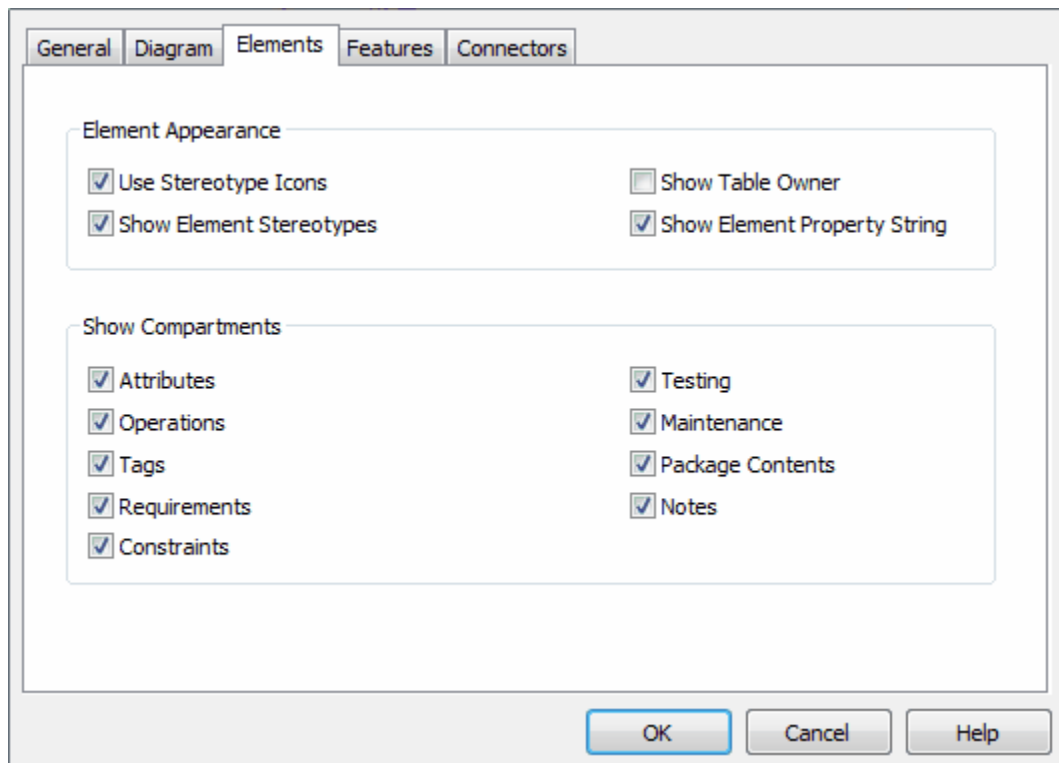 General Diagram Elements Features Connectors
Element Appearance
Use Stereotype Icons Show Table Owner
Show Element Stereotypes Show Element Property String
Show Compartments
Attributes Testing
Operations Maintenance
Tags Package Contents
Requirements Notes
Constraints
OK Cancel Help